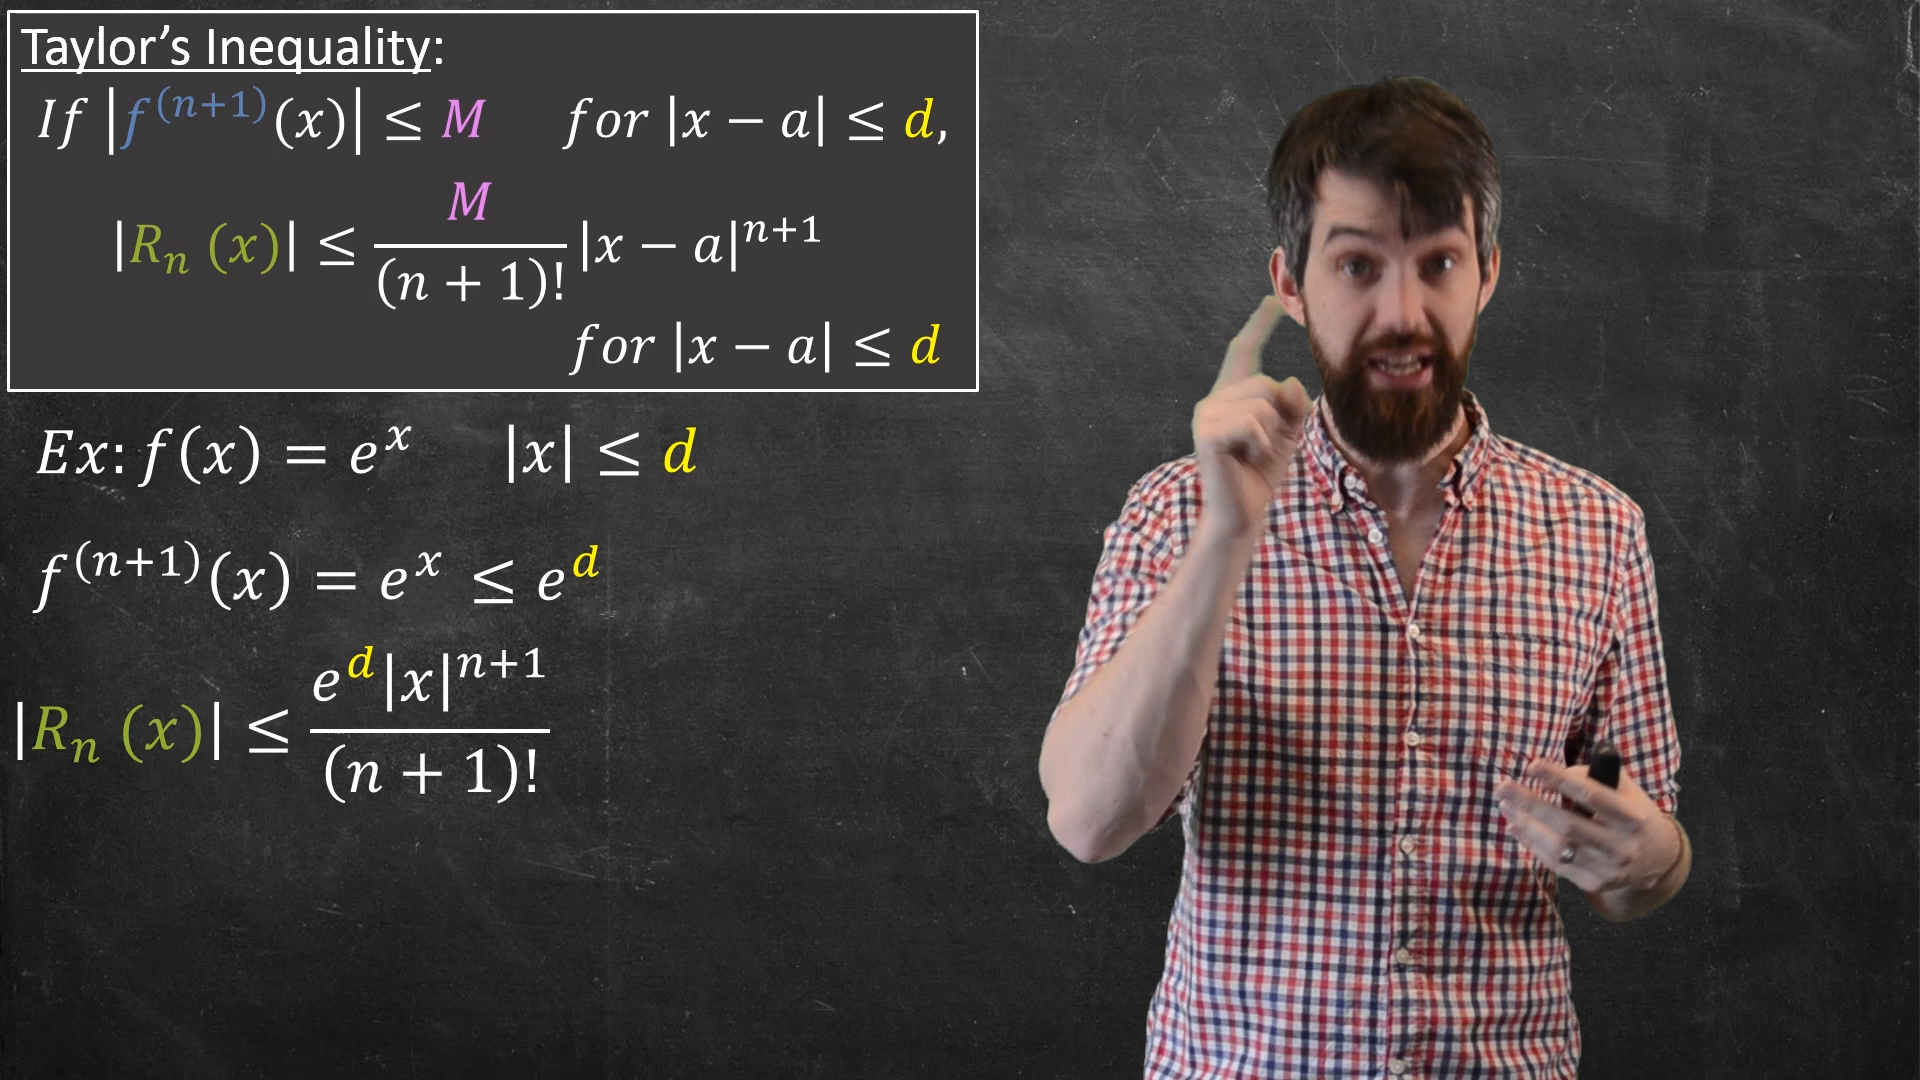 Taylor's Inequality:
If |f^(n+1)(x)| ≤ M for |x − a| ≤ d,
|R_n (x)| ≤ M/(n + 1)! |x − a|^{n+1}
for |x − a| ≤ d
Ex: f(x) = e^x |x| ≤ d
f^(n+1)(x) = e^x ≤ e^d
|R_n (x)| ≤ e^d|x|^{n+1}/(n + 1)!